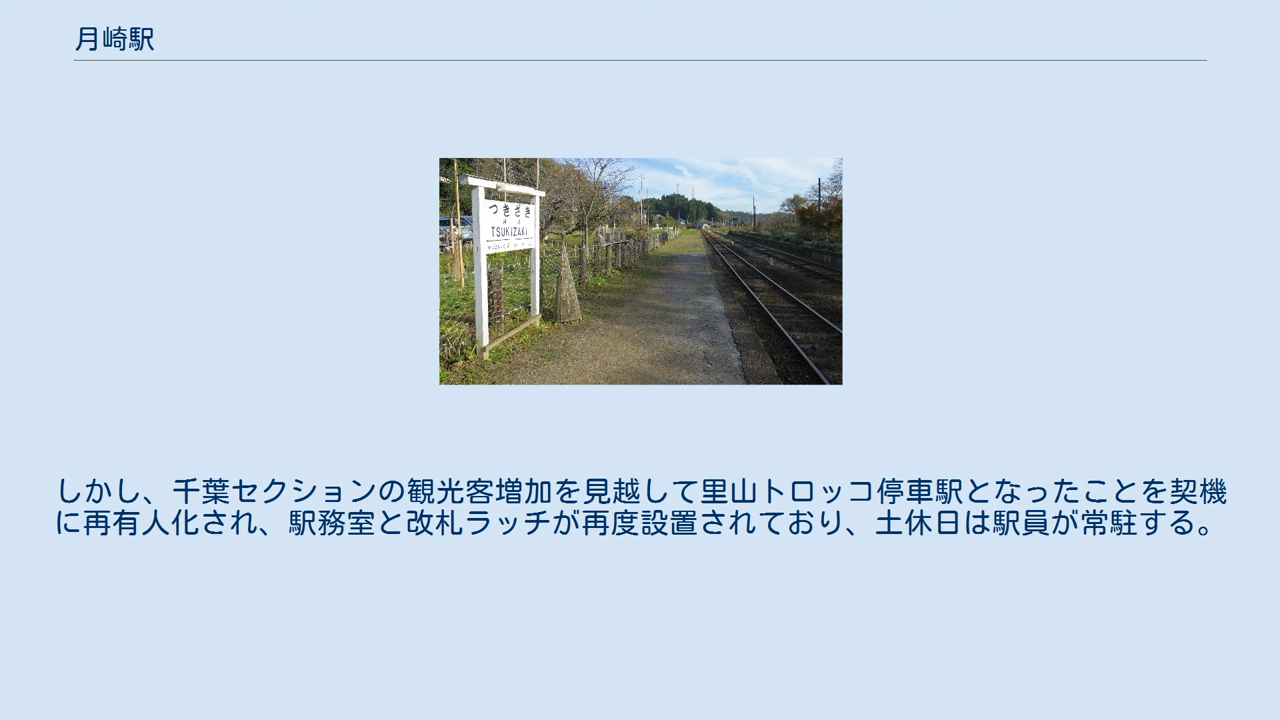 月崎駅
つきざき
TSUKIZAKI
しかし、千葉セクションの観光客増加を見越して里山トロッコ停車駅となったことを契機
に再有人化され、駅務室と改札ラッチが再度設置されており、土休日は駅員が常駐する。